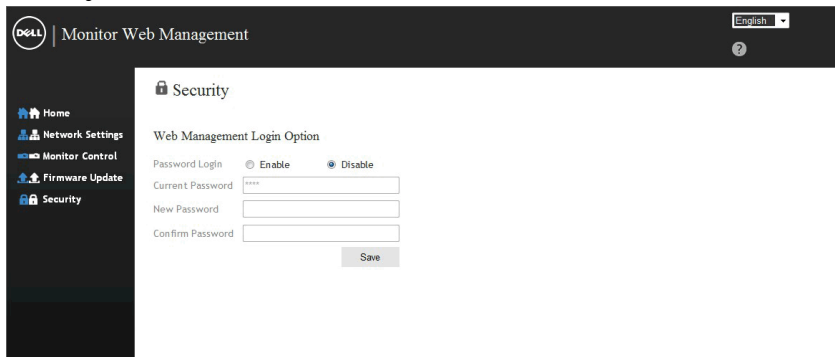 DELL | Monitor Web Management
English
?
Security
Home
Network Settings
Monitor Control
Firmware Update
Security
Web Management Login Option
Password Login Enable Disable
Current Password ****
New Password
Confirm Password
Save